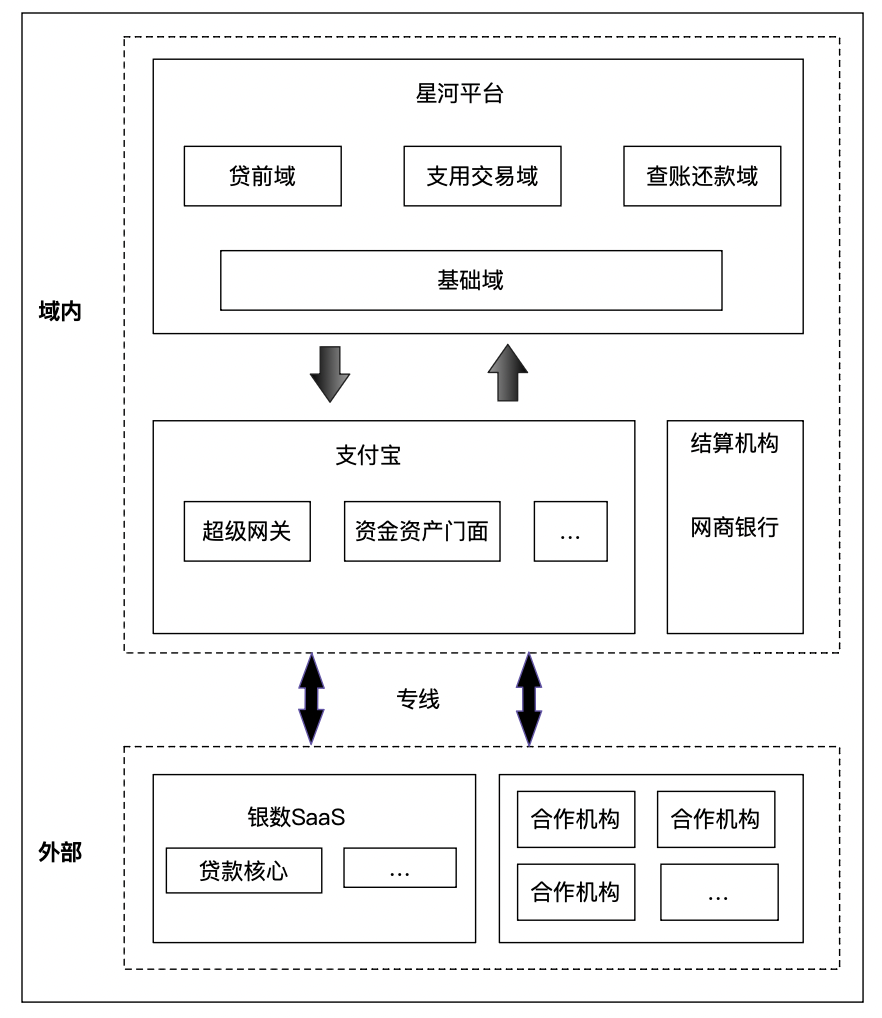 星河平台
贷前域
支用交易域
查账还款域
基础域
域内
支付宝
超级网关
资金资产门面
...
结算机构
网商银行
专线
外部
银数SaaS
贷款核心
...
合作机构
合作机构
合作机构
...